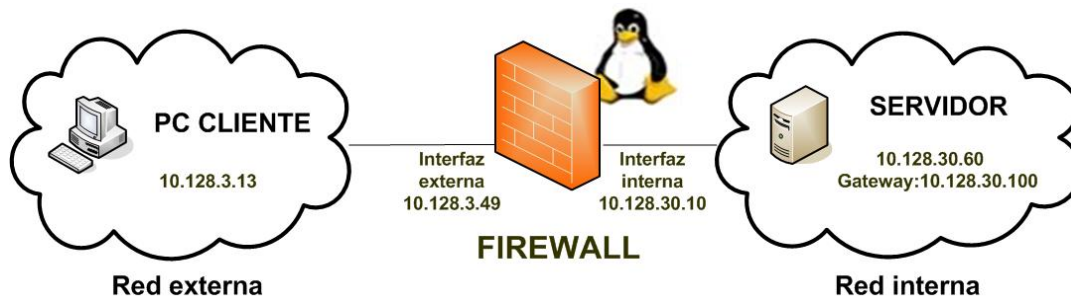 PC CLIENTE
10.128.3.13
Red externa
Interfaz
externa
10.128.3.49
Interfaz
interna
10.128.30.10
FIREWALL
SERVIDOR
10.128.30.60
Gateway:10.128.30.100
Red interna